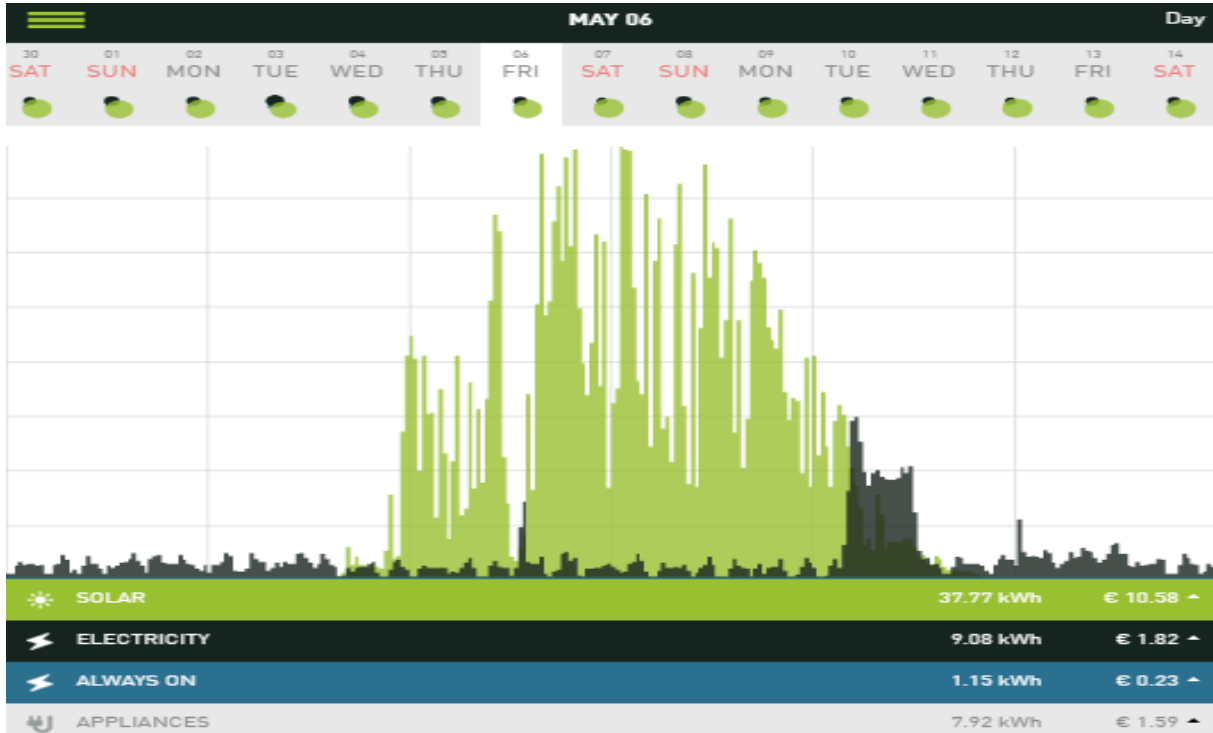 MAY 06 Day
30 01 02 03 04 05 06 07 08 09 10 11 12 13 14
SAT SUN MON TUE WED THU FRI SAT SUN MON TUE WED THU FRI SAT
SOLAR 37.77 kWh € 10.58
ELECTRICITY 9.08 kWh € 1.82
ALWAYS ON 1.15 kWh € 0.23
APPLIANCES 7.92 kWh € 1.59